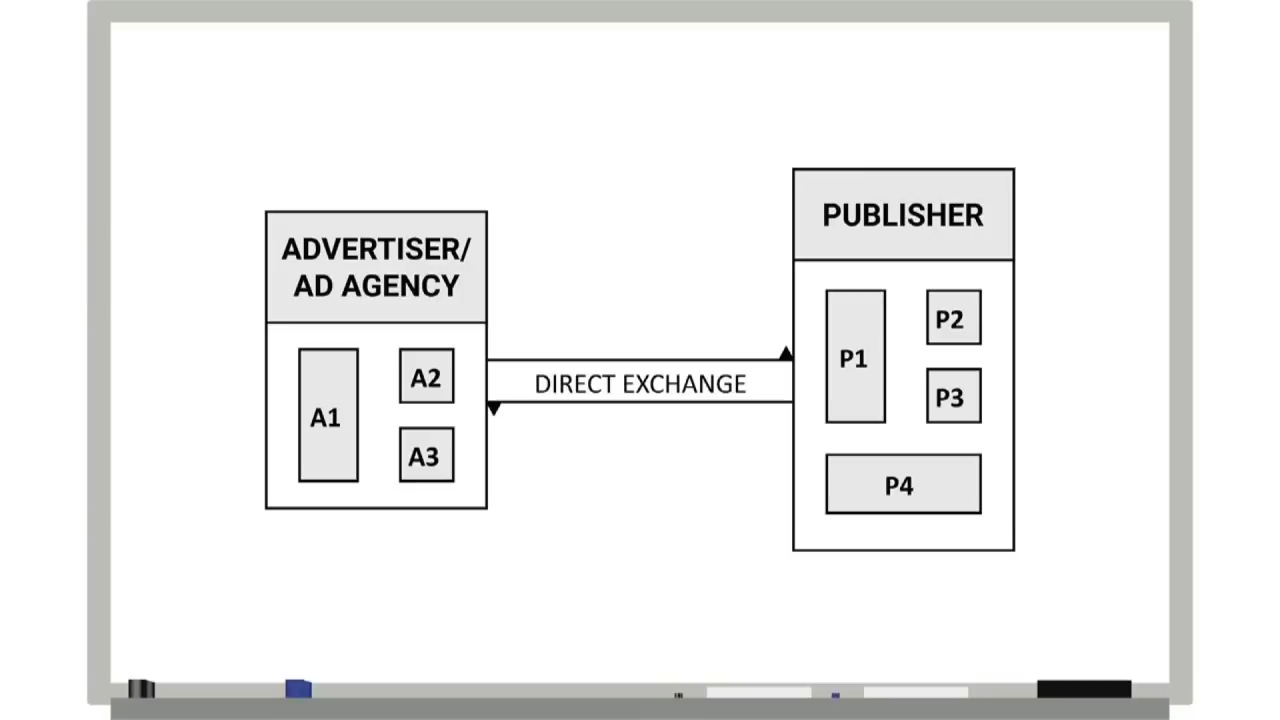 ADVERTISER/
AD AGENCY
A1
A2
A3
DIRECT EXCHANGE
PUBLISHER
P1
P2
P3
P4